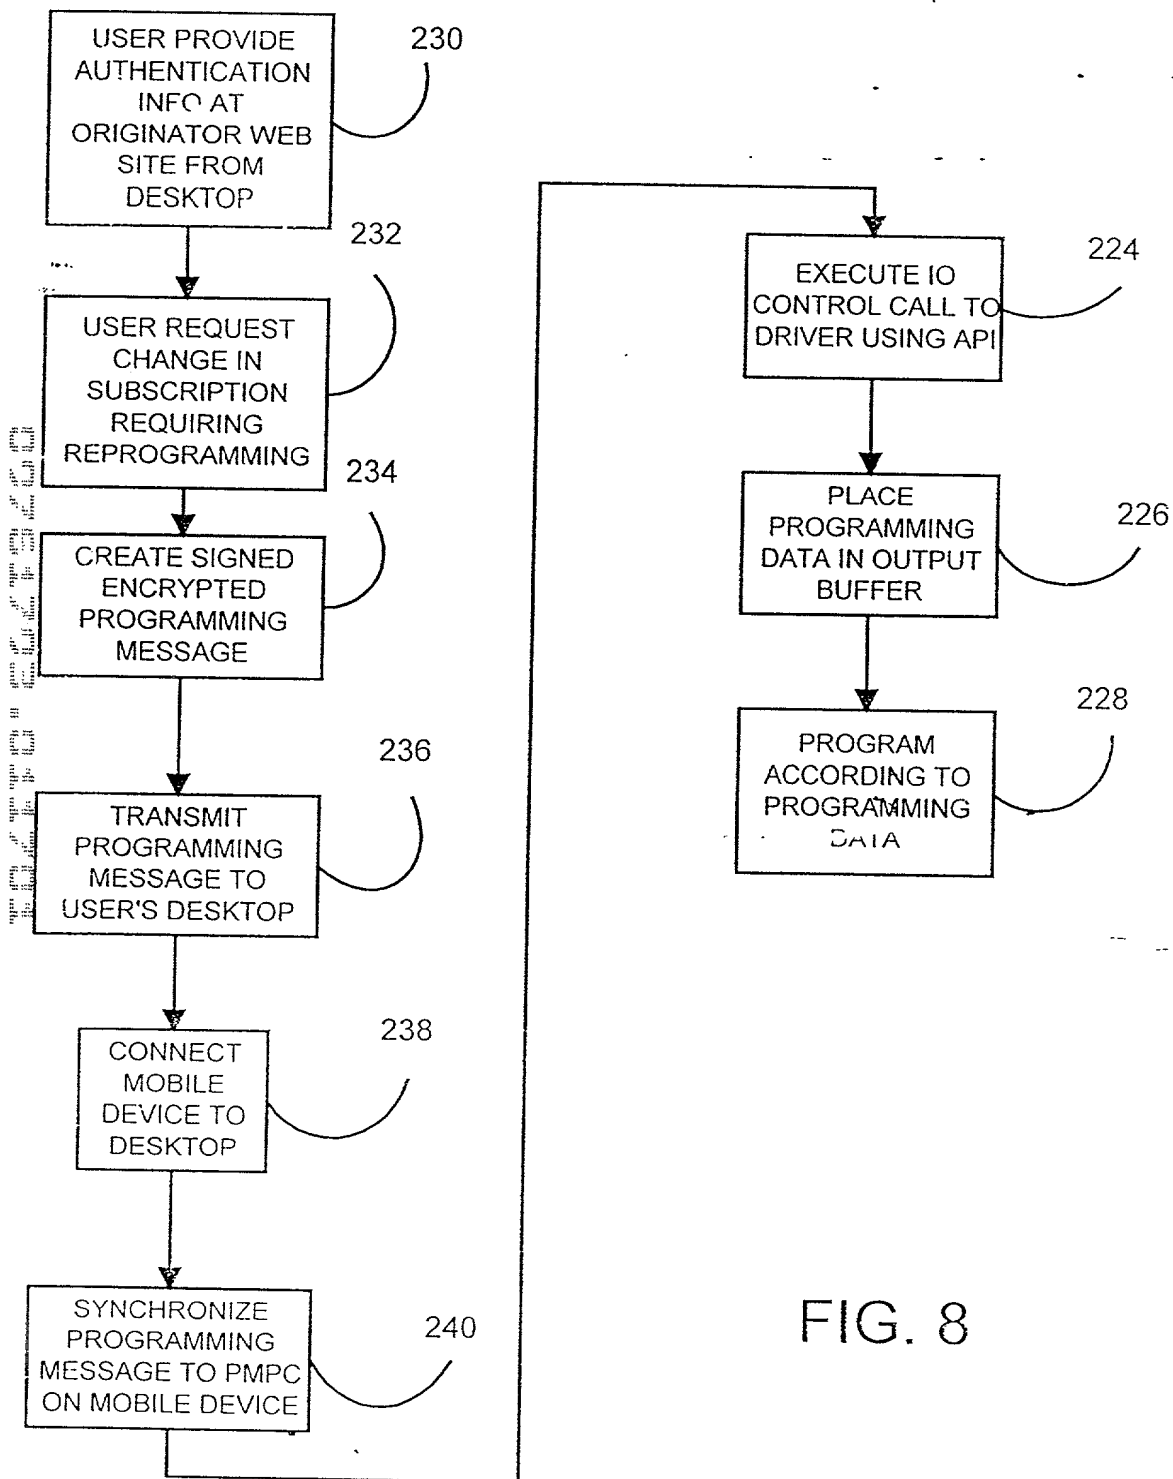 USER PROVIDE
AUTHENTICATION
INFO AT
ORIGINATOR WEB
SITE FROM
DESKTOP
230
USER REQUEST
CHANGE IN
SUBSCRIPTION
REQUIRING
REPROGRAMMING
232
CREATE SIGNED
ENCRYPTED
PROGRAMMING
MESSAGE
234
TRANSMIT
PROGRAMMING
MESSAGE TO
USER'S DESKTOP
236
CONNECT
MOBILE
DEVICE TO
DESKTOP
238
SYNCHRONIZE
PROGRAMMING
MESSAGE TO PMPC
ON MOBILE DEVICE
240
EXECUTE IO
CONTROL CALL TO
DRIVER USING API
224
PLACE
PROGRAMMING
DATA IN OUTPUT
BUFFER
226
PROGRAM
ACCORDING TO
PROGRAMMING
DATA
228
FIG. 8